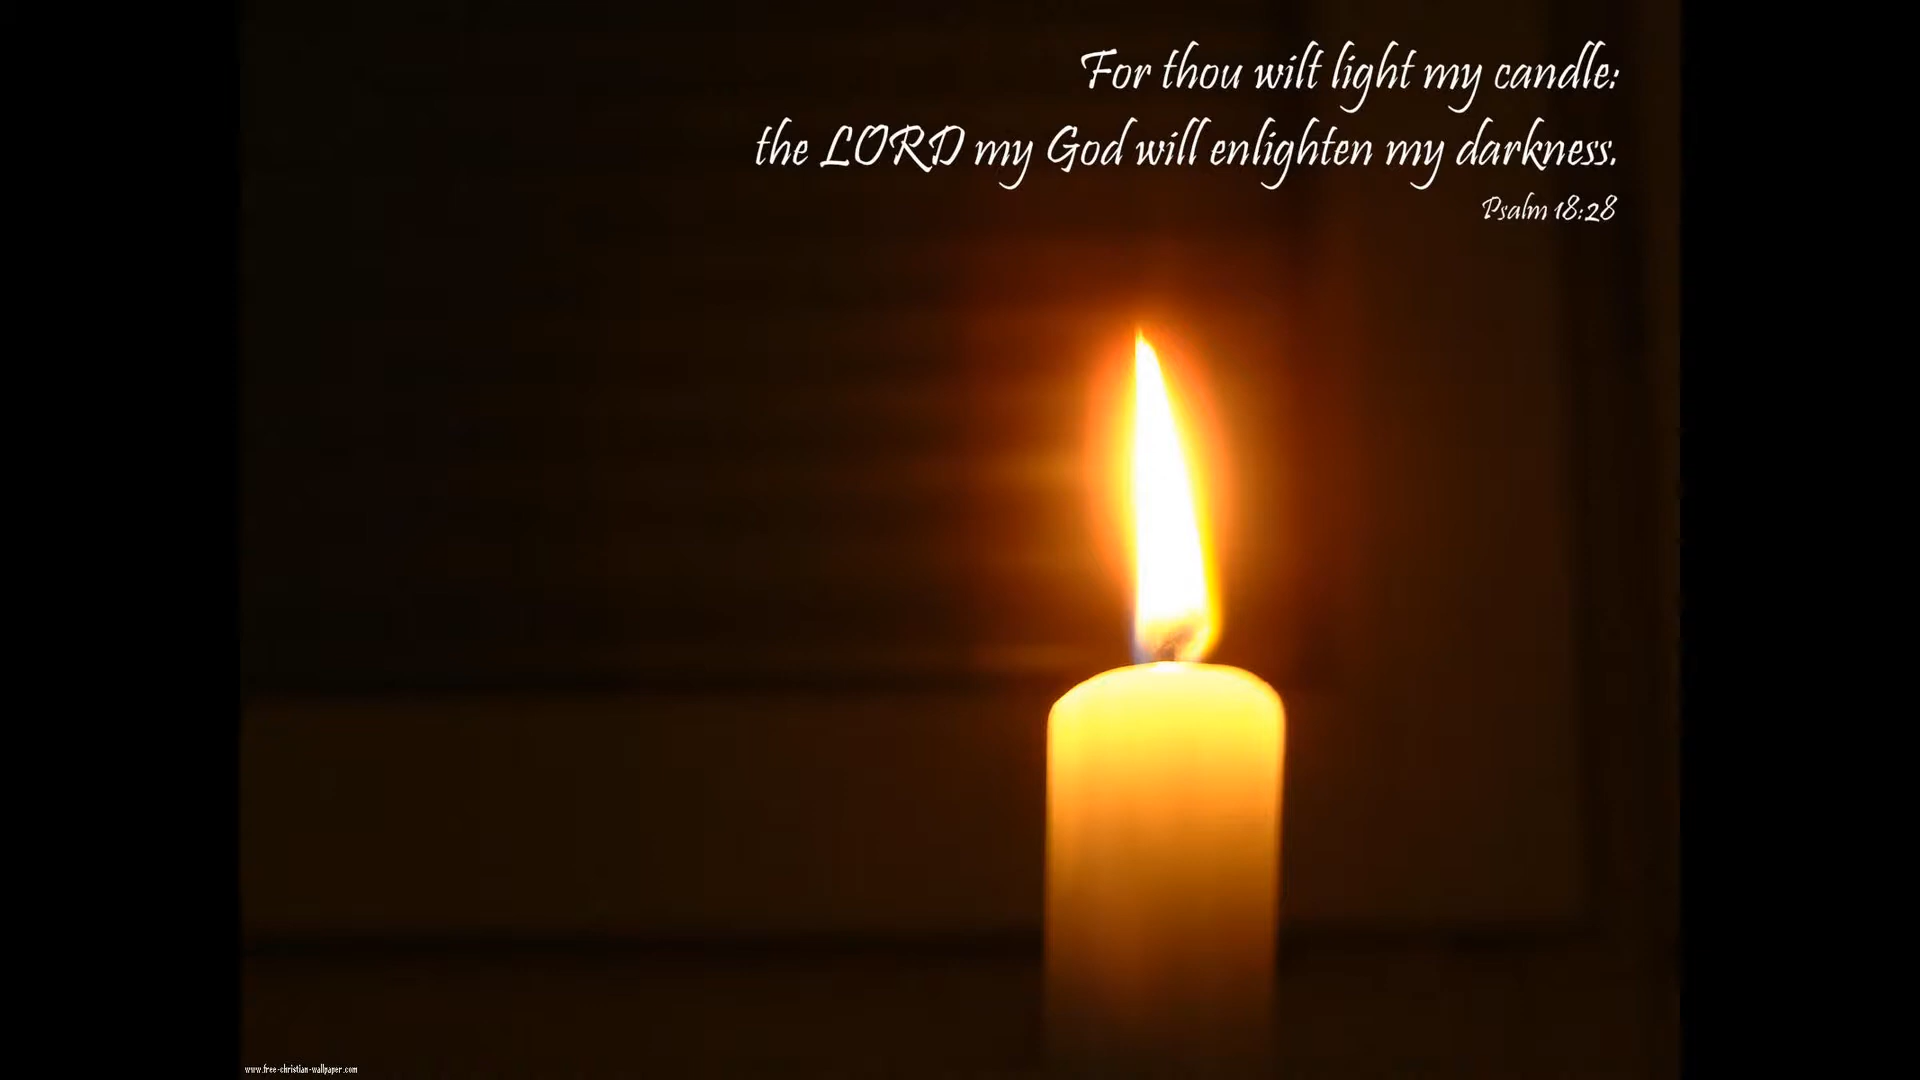 For thou wilt light my candle:
the LORD my God will enlighten my darkness.
Psalm 18:28
www.free-christian-wallpaper.com